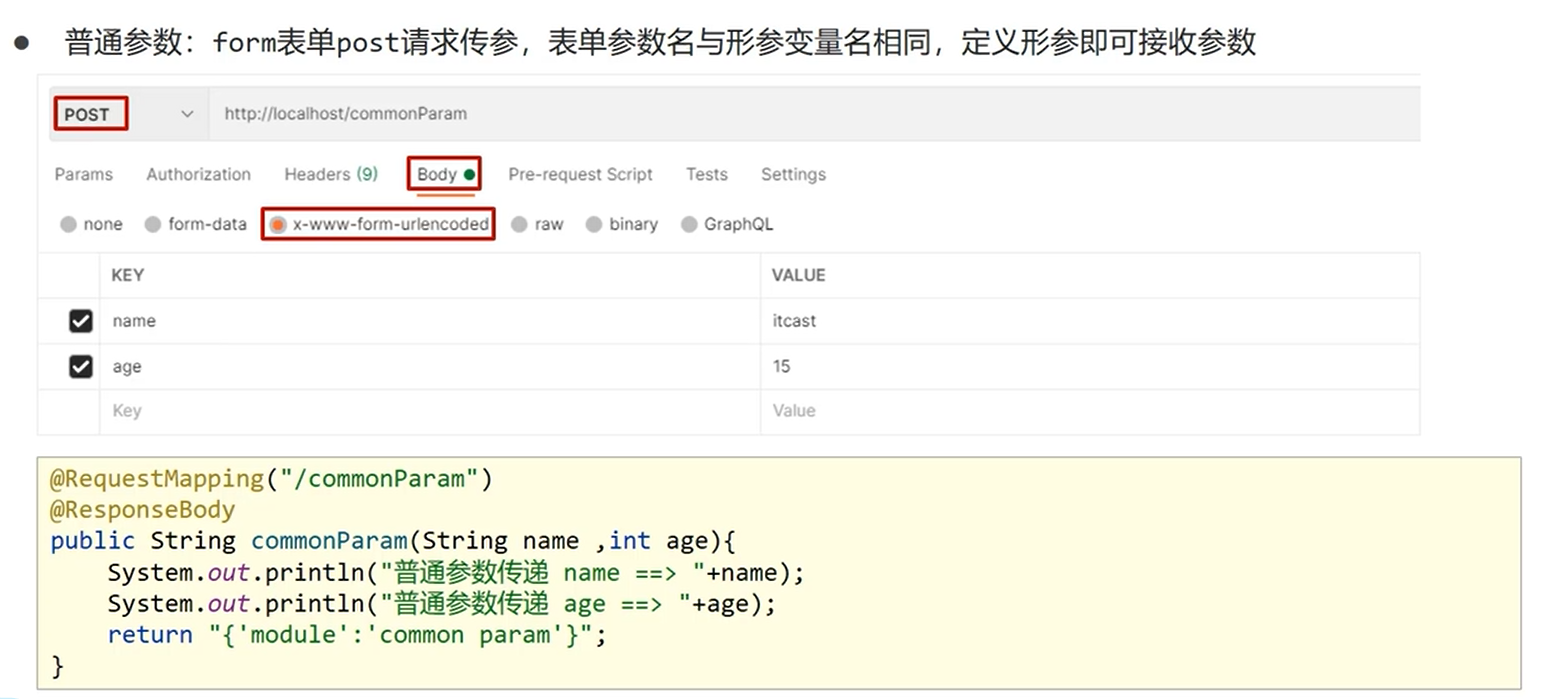 ● 普通参数：form表单post请求传参，表单参数名与形参变量名相同，定义形参即可接收参数
POST http://localhost/commonParam
Params Authorization Headers (9) Body Pre-request Script Tests Settings
none form-data x-www-form-urlencoded raw binary GraphQL
KEY VALUE
name itcast
age 15
Key Value
@RequestMapping("/commonParam")
@ResponseBody
public String commonParam(String name ,int age){
    System.out.println("普通参数传递 name ==> "+name);
    System.out.println("普通参数传递 age ==> "+age);
    return "{'module':'common param'}";
}